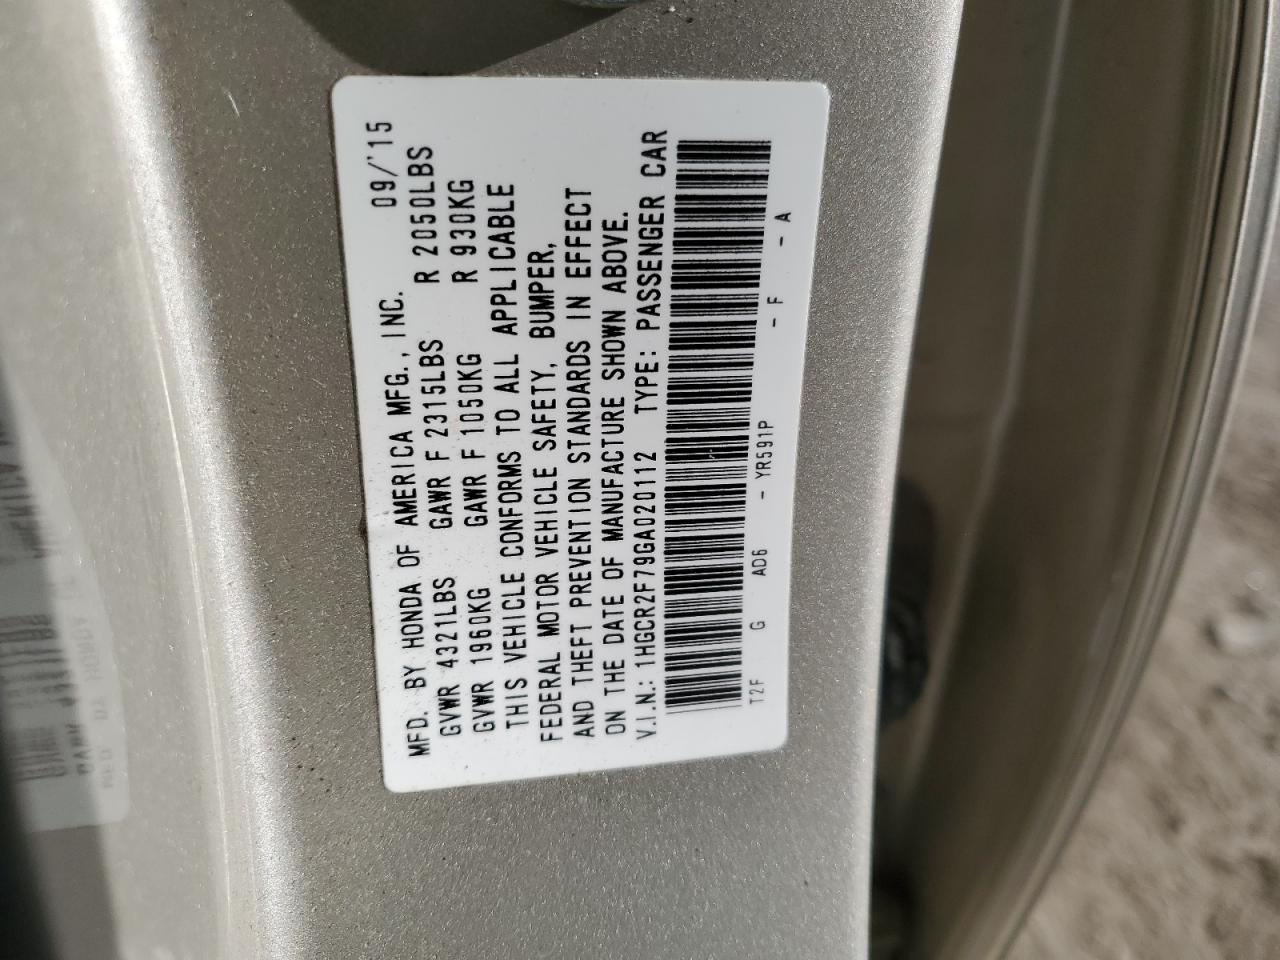 MFD. BY HONDA OF AMERICA MFG., INC. 09/'15
GVWR 4321LBS GAWR F 2315LBS R 2050LBS
GVWR 1960KG GAWR F 1050KG R 930KG
THIS VEHICLE CONFORMS TO ALL APPLICABLE
FEDERAL MOTOR VEHICLE SAFETY, BUMPER,
AND THEFT PREVENTION STANDARDS IN EFFECT
ON THE DATE OF MANUFACTURE SHOWN ABOVE.
V.I.N.: 1HGCR2F79GA020112 TYPE: PASSENGER CAR
T2F G AD6 - YR591P - F - A